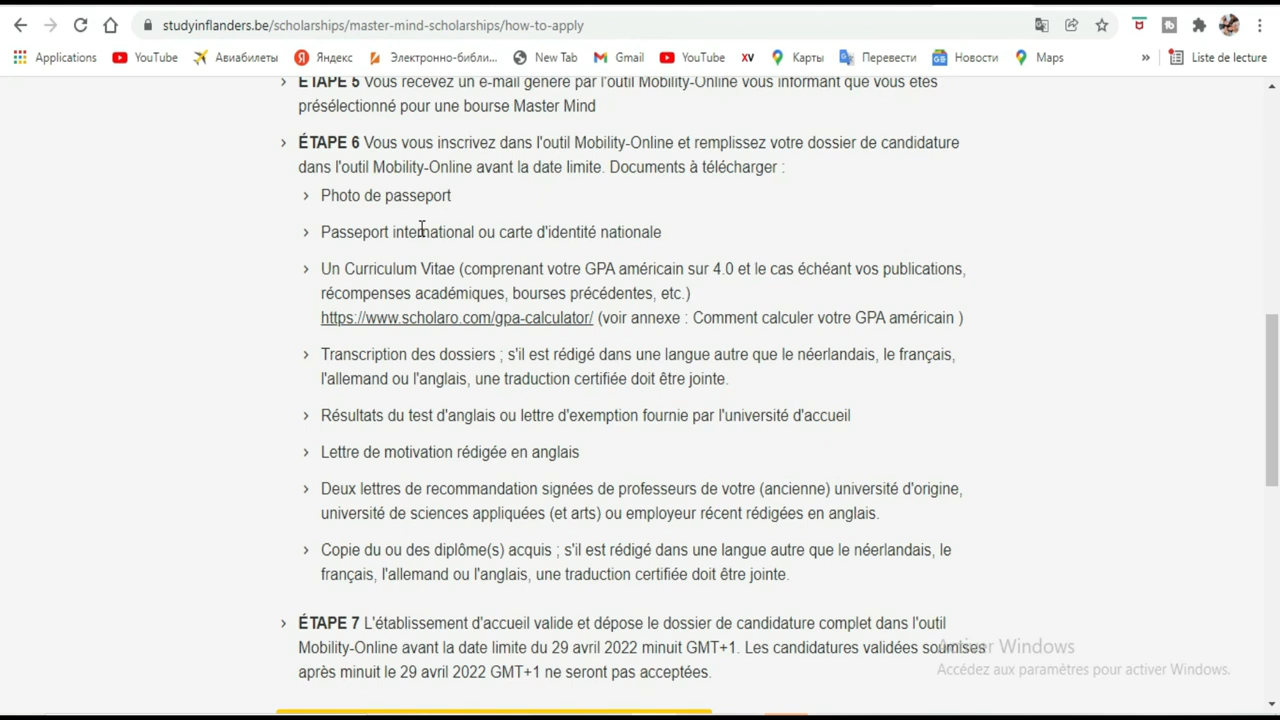 studyinflanders.be/scholarships/master-mind-scholarships/how-to-apply
Applications YouTube Авиабилеты Яндекс Электронно-библи... New Tab Gmail YouTube XV Карты Перевести Новости Maps » Liste de lecture
ÉTAPE 5 Vous recevez un e-mail généré par l'outil Mobility-Online vous informant que vous êtes
présélectionné pour une bourse Master Mind
ÉTAPE 6 Vous vous inscrivez dans l'outil Mobility-Online et remplissez votre dossier de candidature
dans l'outil Mobility-Online avant la date limite. Documents à télécharger :
Photo de passeport
Passeport international ou carte d'identité nationale
Un Curriculum Vitae (comprenant votre GPA américain sur 4.0 et le cas échéant vos publications,
récompenses académiques, bourses précédentes, etc.)
https://www.scholaro.com/gpa-calculator/ (voir annexe : Comment calculer votre GPA américain )
Transcription des dossiers ; s'il est rédigé dans une langue autre que le néerlandais, le français,
l'allemand ou l'anglais, une traduction certifiée doit être jointe.
Résultats du test d'anglais ou lettre d'exemption fournie par l'université d'accueil
Lettre de motivation rédigée en anglais
Deux lettres de recommandation signées de professeurs de votre (ancienne) université d'origine,
université de sciences appliquées (et arts) ou employeur récent rédigées en anglais.
Copie du ou des diplôme(s) acquis ; s'il est rédigé dans une langue autre que le néerlandais, le
français, l'allemand ou l'anglais, une traduction certifiée doit être jointe.
ÉTAPE 7 L'établissement d'accueil valide et dépose le dossier de candidature complet dans l'outil
Mobility-Online avant la date limite du 29 avril 2022 minuit GMT+1. Les candidatures validées soumises
après minuit le 29 avril 2022 GMT+1 ne seront pas acceptées.
Activer Windows
Accédez aux paramètres pour activer Windows.